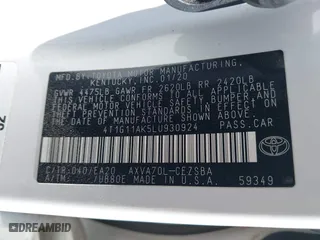 MFD.BY:TOYOTA MOTOR MANUFACTURING,
KENTUCKY, INC. 01/20
GVWR 4475LB GAWR FR 2620LB RR 2420LB
THIS VEHICLE CONFORMS TO ALL APPLICABLE
FEDERAL MOTOR VEHICLE SAFETY, BUMPER, AND
THEFT PREVENTION STANDARDS IN EFFECT ON
THE DATE OF MANUFACTURE SHOWN ABOVE.
4T1G11AK5LU930924 PASS.CAR
C/TR:040/EA20 AXVA70L-CEZSBA
MADE IN U.S.A. 59349
TOYOTA